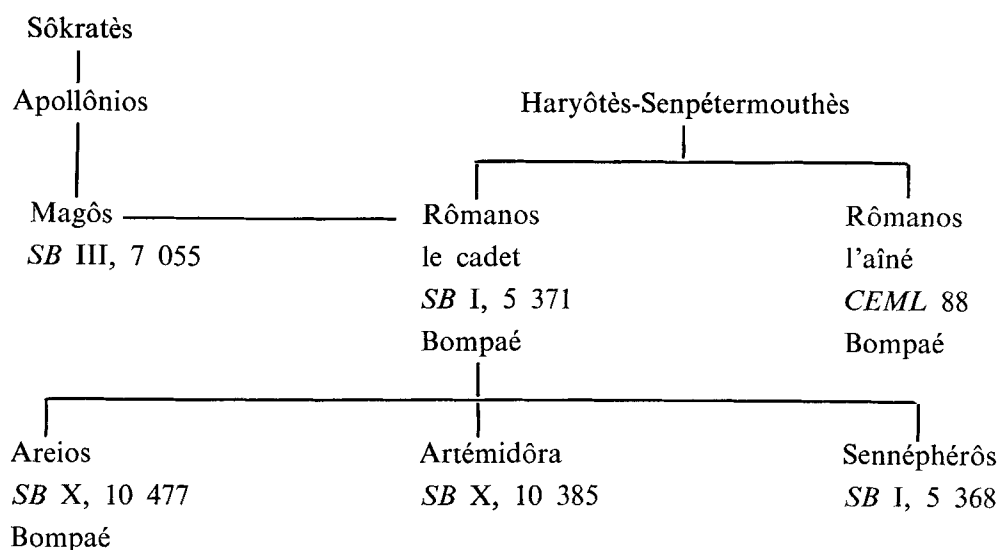 Sôkratès
Apollônios
Haryôtès-Senpétermouthès
Magôs
SB III, 7 055
Rômanos
le cadet
SB I, 5 371
Bompaé
Rômanos
l'aîné
CEML 88
Bompaé
Areios
SB X, 10 477
Bompaé
Artémidôra
SB X, 10 385
Sennéphérôs
SB I, 5 368